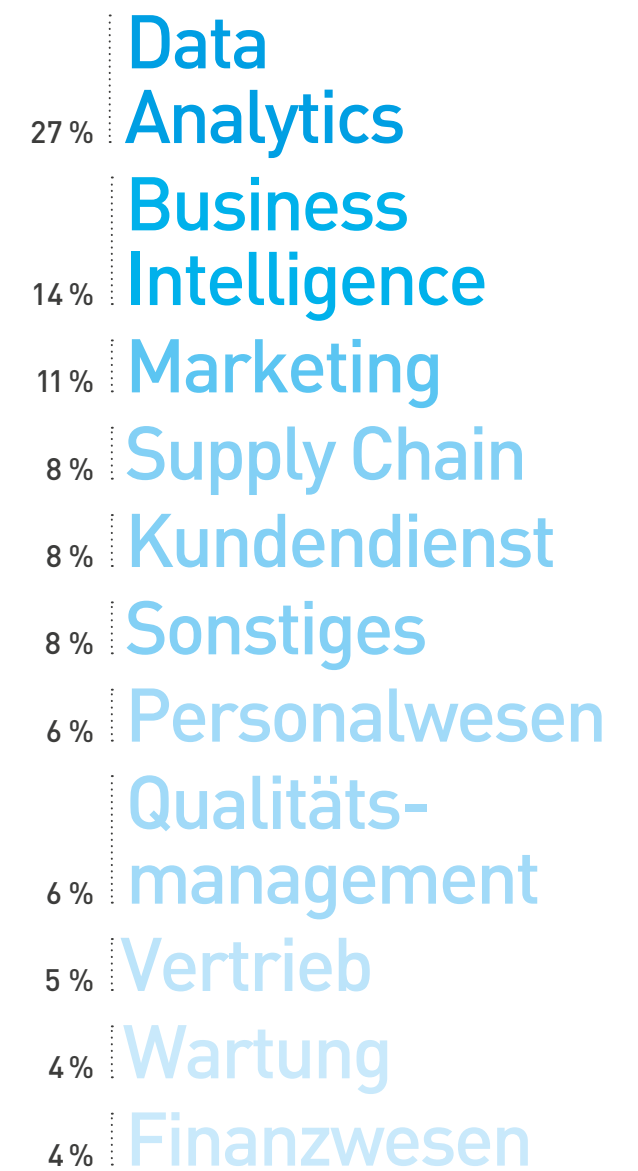 Data
27 % Analytics
Business
14 % Intelligence
11 % Marketing
8 % Supply Chain
8 % Kundendienst
8 % Sonstiges
6 % Personalwesen
Qualitäts-
6 % management
5 % Vertrieb
4 % Wartung
4 % Finanzwesen